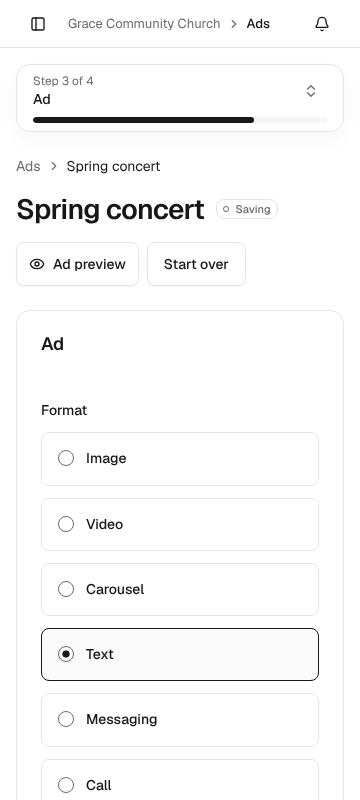 Grace Community Church > Ads
Step 3 of 4
Ad
Ads > Spring concert
Spring concert
Saving
Ad preview
Start over
Ad
Format
Image
Video
Carousel
Text
Messaging
Call